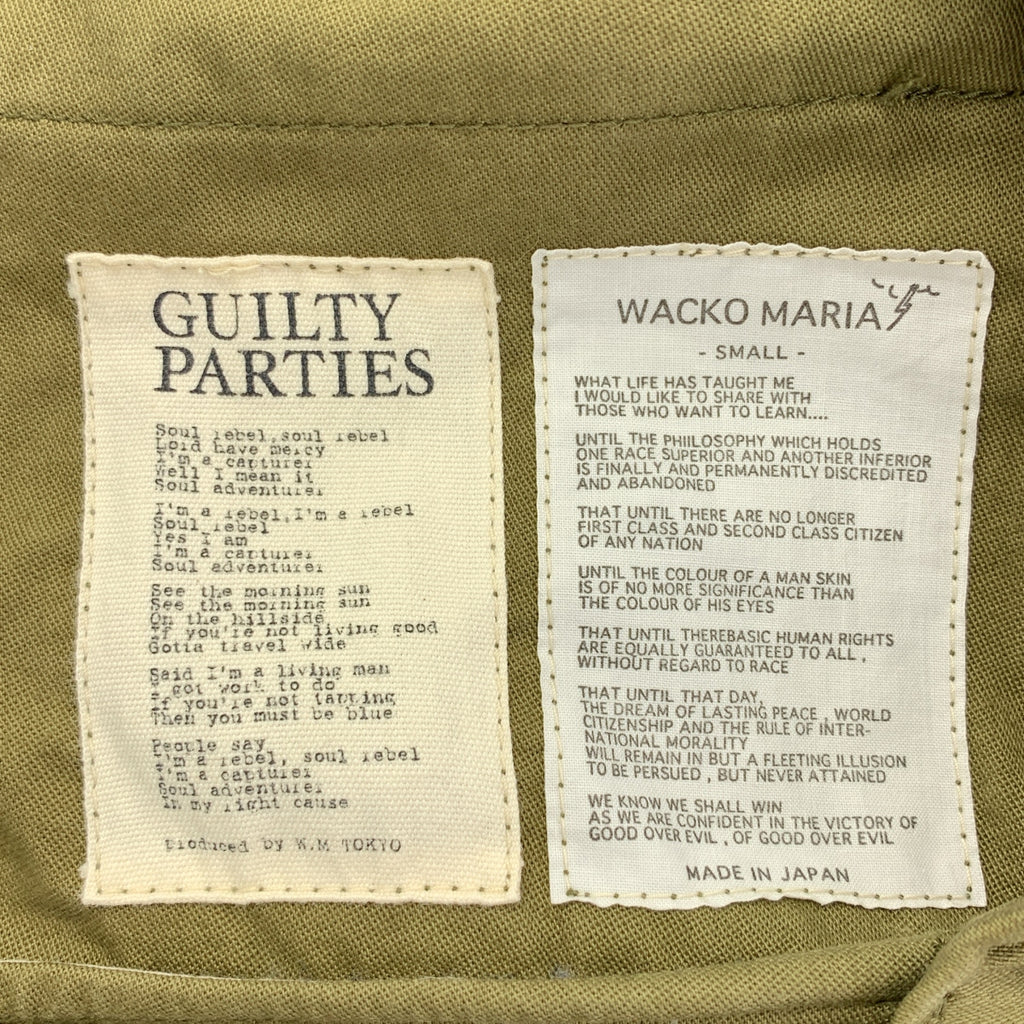 GUILTY
PARTIES
Soul rebel,soul rebel
Lord have mercy
I'm a capturer
Well I mean it
Soul adventurer
I'm a rebel,I'm a rebel
Soul rebel
Yes I am
I'm a capturer
Soul adventurer
See the morning sun
See the morning sun
On the hillside
If you're not living good
Gotta travel wide
Said I'm a living man
I got work to do
If you're not
Then you must be blue
People say
I'm a rebel, soul rebel
I'm a capturer
Soul adventurer
In my right cause
produced by W.M TOKYO
WACKO MARIA
- SMALL -
WHAT LIFE HAS TAUGHT ME
I WOULD LIKE TO SHARE WITH
THOSE WHO WANT TO LEARN....
UNTIL THE PHILOSOPHY WHICH HOLDS
ONE RACE SUPERIOR AND ANOTHER INFERIOR
IS FINALLY AND PERMANENTLY DISCREDITED
AND ABANDONED
THAT UNTIL THERE ARE NO LONGER
FIRST CLASS AND SECOND CLASS CITIZEN
OF ANY NATION
UNTIL THE COLOUR OF A MAN SKIN
IS OF NO MORE SIGNIFICANCE THAN
THE COLOUR OF HIS EYES
THAT UNTIL THEREBASIC HUMAN RIGHTS
ARE EQUALLY GUARANTEED TO ALL ,
WITHOUT REGARD TO RACE
THAT UNTIL THAT DAY,
THE DREAM OF LASTING PEACE , WORLD
CITIZENSHIP AND THE RULE OF INTER-
NATIONAL MORALITY
WILL REMAIN IN BUT A FLEETING ILLUSION
TO BE PERSUED , BUT NEVER ATTAINED
WE KNOW WE SHALL WIN
AS WE ARE CONFIDENT IN THE VICTORY OF
GOOD OVER EVIL , OF GOOD OVER EVIL
MADE IN JAPAN